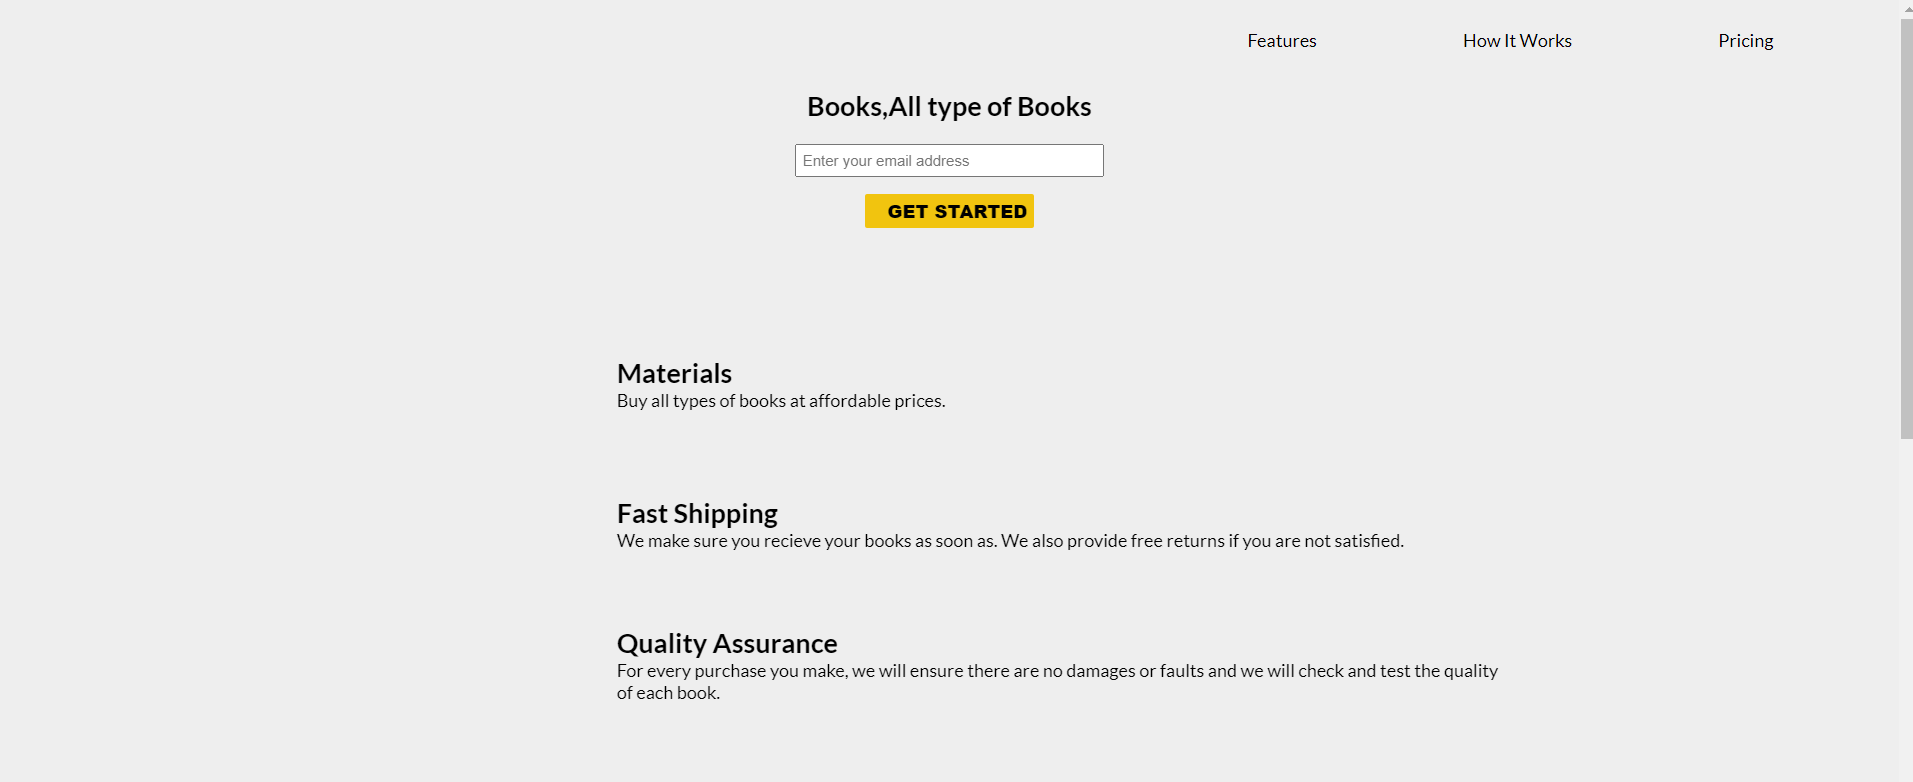 Features How It Works Pricing
Books,All type of Books
Enter your email address
GET STARTED
Materials
Buy all types of books at affordable prices.
Fast Shipping
We make sure you recieve your books as soon as. We also provide free returns if you are not satisfied.
Quality Assurance
For every purchase you make, we will ensure there are no damages or faults and we will check and test the quality
of each book.